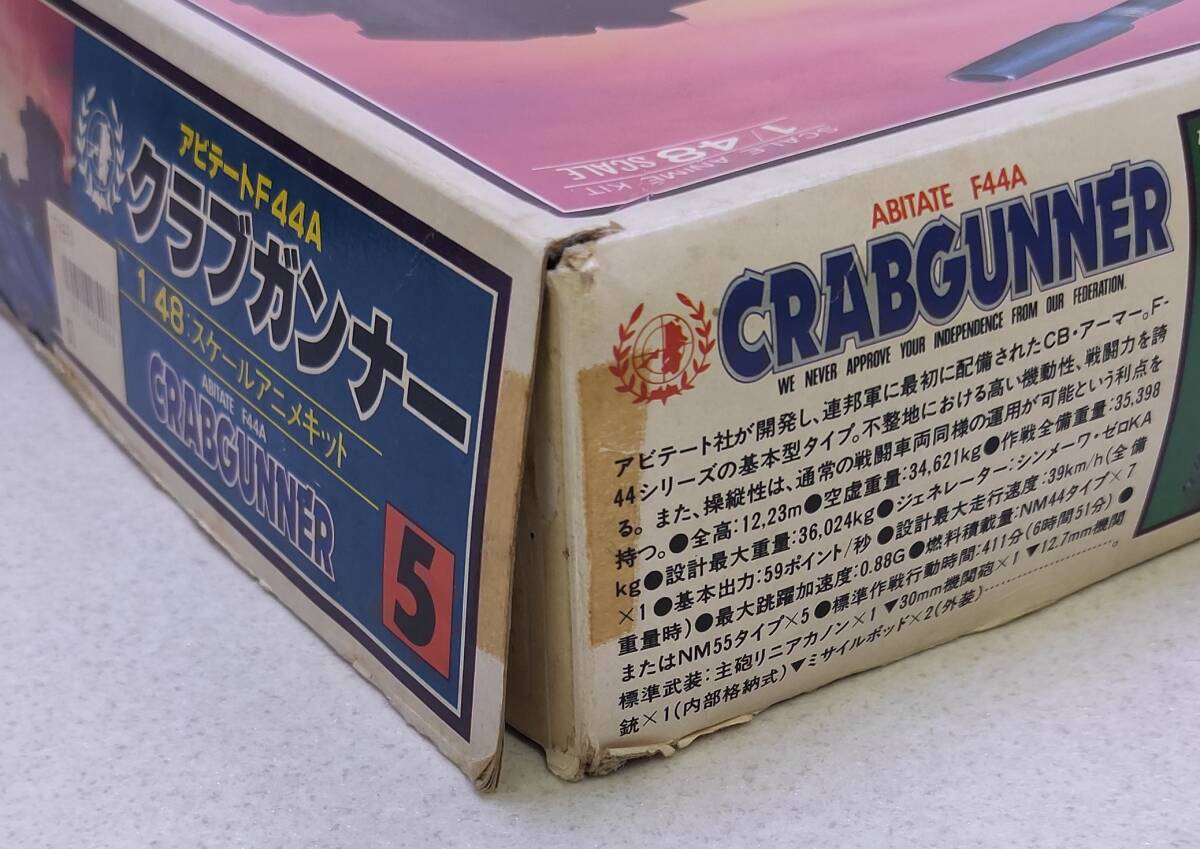 SCALE ANIME KIT
1/48 SCALE
アビテートF44A
クラブガンナー
1 48:スケールアニメキット
ABITATE F44A
CRABGUNNER
5
ABITATE F44A
CRABGUNNER
WE NEVER APPROVE YOUR INDEPENDENCE FROM OUR FEDERATION.
アビテート社が開発し、連邦軍に最初に配備されたCB・アーマー。F-
44シリーズの基本型タイプ。不整地における高い機動性、戦闘力を誇
る。また、操縦性は、通常の戦闘車両同様の運用が可能という利点を
持つ。●全高:12,23m●空虚重量:34,621kg●作戦全備重量:35,398
kg●設計最大重量:36,024kg●ジェネレーター:シンメーワ・ゼロKA
×1●基本出力:59ポイント/秒●設計最大走行速度:39km/h(全備
重量時)●最大跳躍加速度:0.88G●燃料積載量:NM44タイプ×7
またはNM55タイプ×5●標準作戦行動時間:411分(6時間51分)●
標準武装:主砲リニアカノン×1▼30mm機関砲×1▼12.7mm機関
銃×1(内部格納式)▼ミサイルポッド×2(外装)…………………。